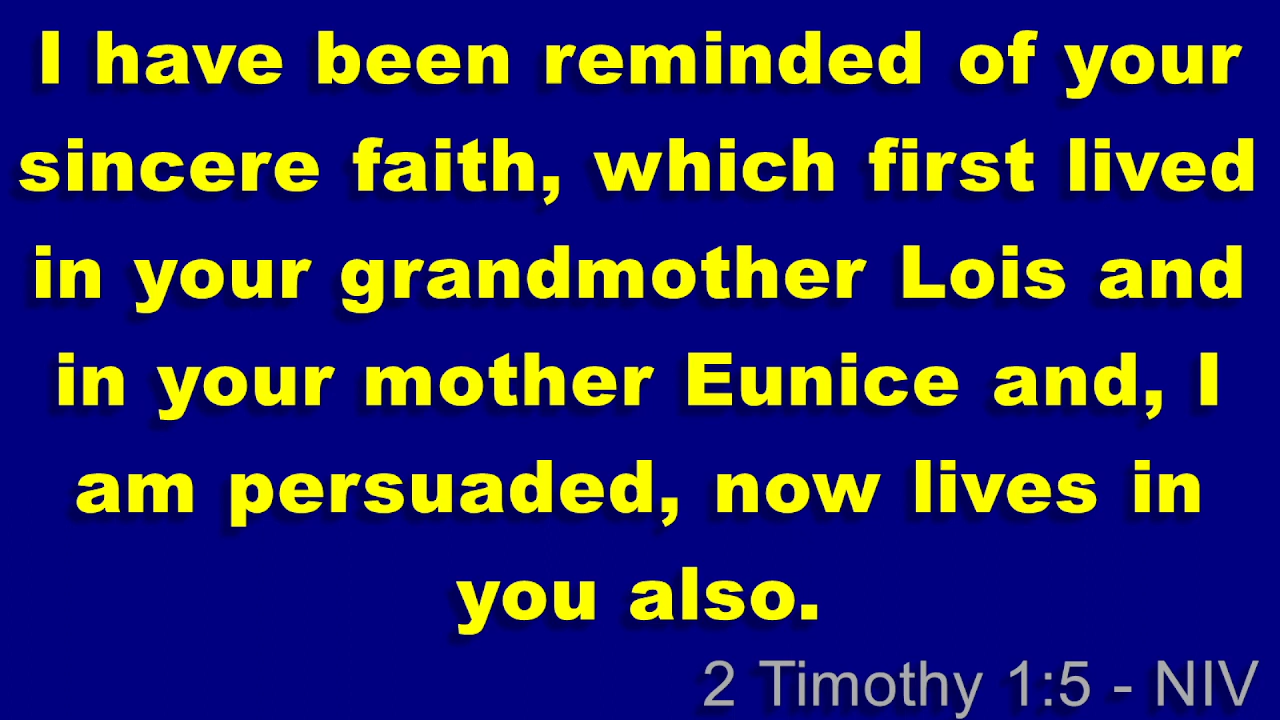 I have been reminded of your
sincere faith, which first lived
in your grandmother Lois and
in your mother Eunice and, I
am persuaded, now lives in
you also.
2 Timothy 1:5 - NIV